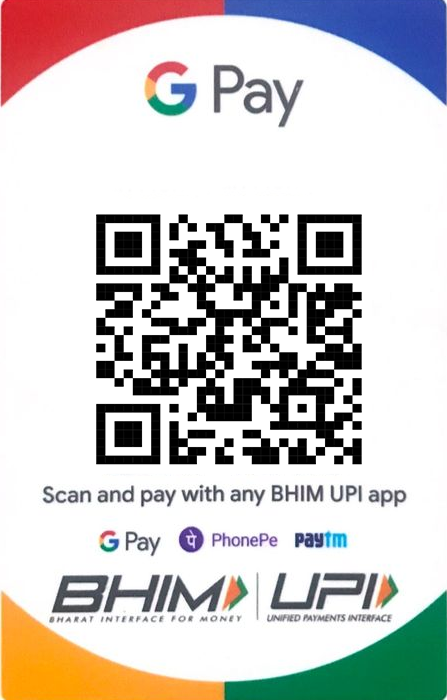 G Pay
Scan and pay with any BHIM UPI app
G Pay PhonePe paytm
BHIM UPI
BHARAT INTERFACE FOR MONEY UNIFIED PAYMENTS INTERFACE